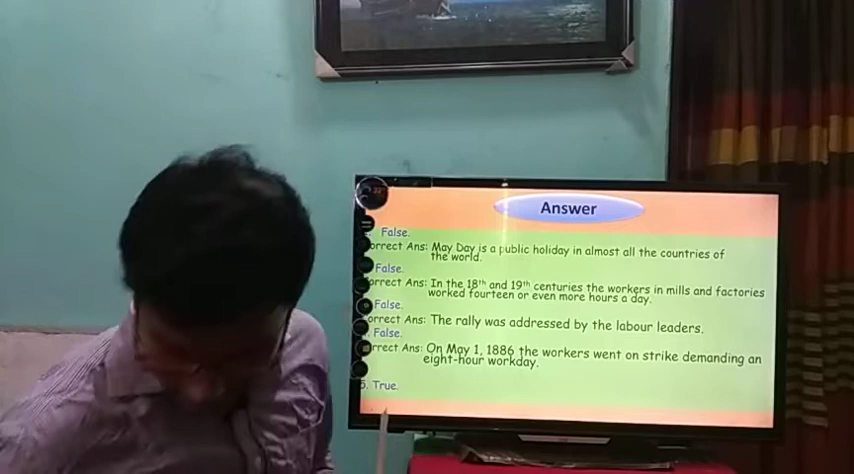 Answer
False.
orrect Ans: May Day is a public holiday in almost all the countries of
the world.
False.
orrect Ans: In the 18th and 19th centuries the workers in mills and factories
worked fourteen or even more hours a day.
False.
orrect Ans: The rally was addressed by the labour leaders.
False.
rrect Ans: On May 1, 1886 the workers went on strike demanding an
eight-hour workday.
5. True.